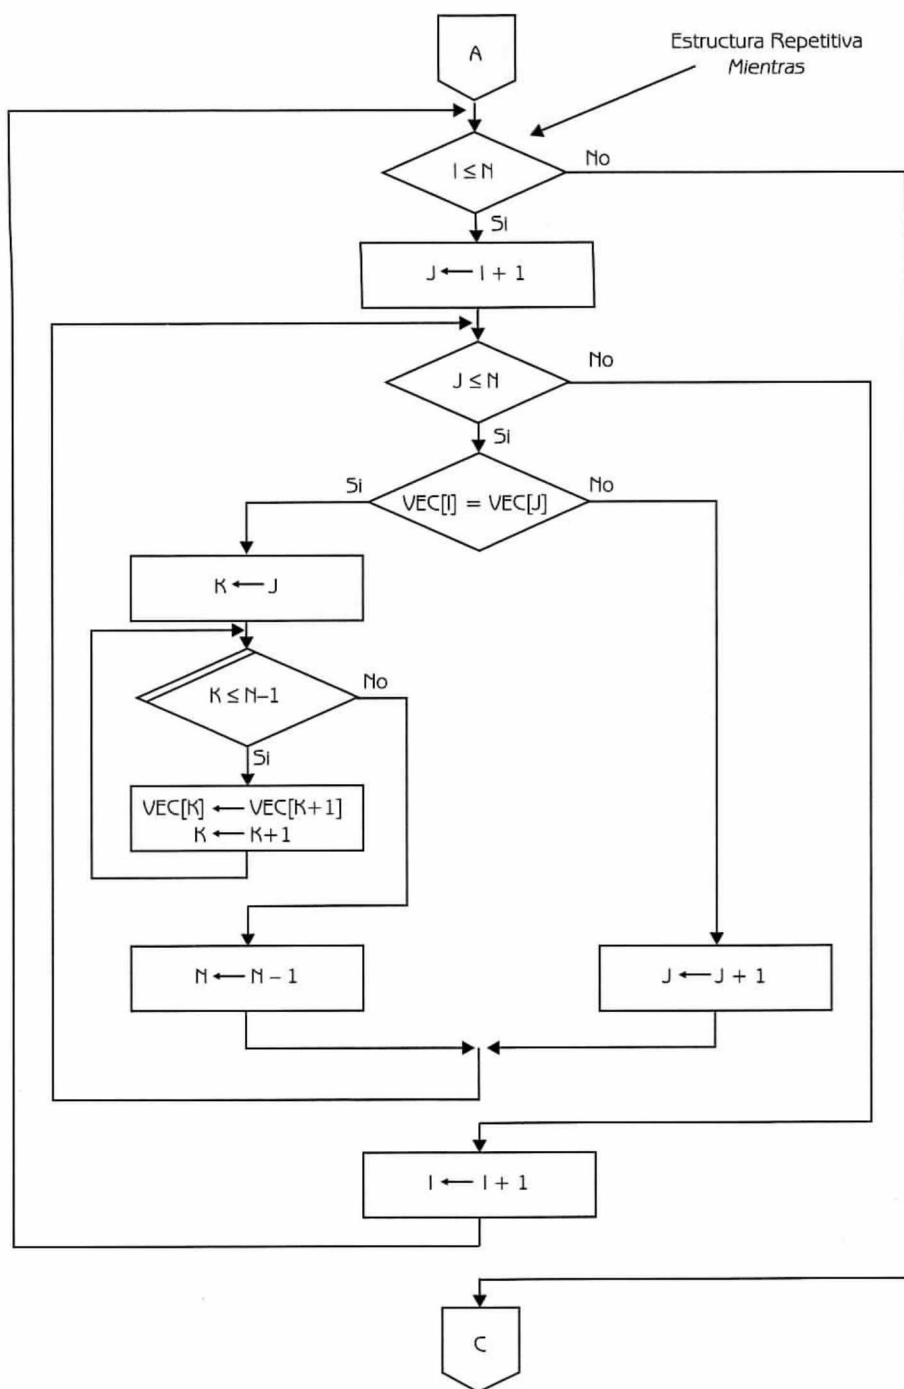 A
Estructura Repetitiva
Mientras
I ≤ N
No
Si
J ← I + 1
J ≤ N
No
Si
VEC[I] = VEC[J]
Si
No
K ← J
K ≤ N–1
No
Si
VEC[K] ← VEC[K+1]
K ← K+1
N ← N – 1
J ← J + 1
I ← I + 1
C